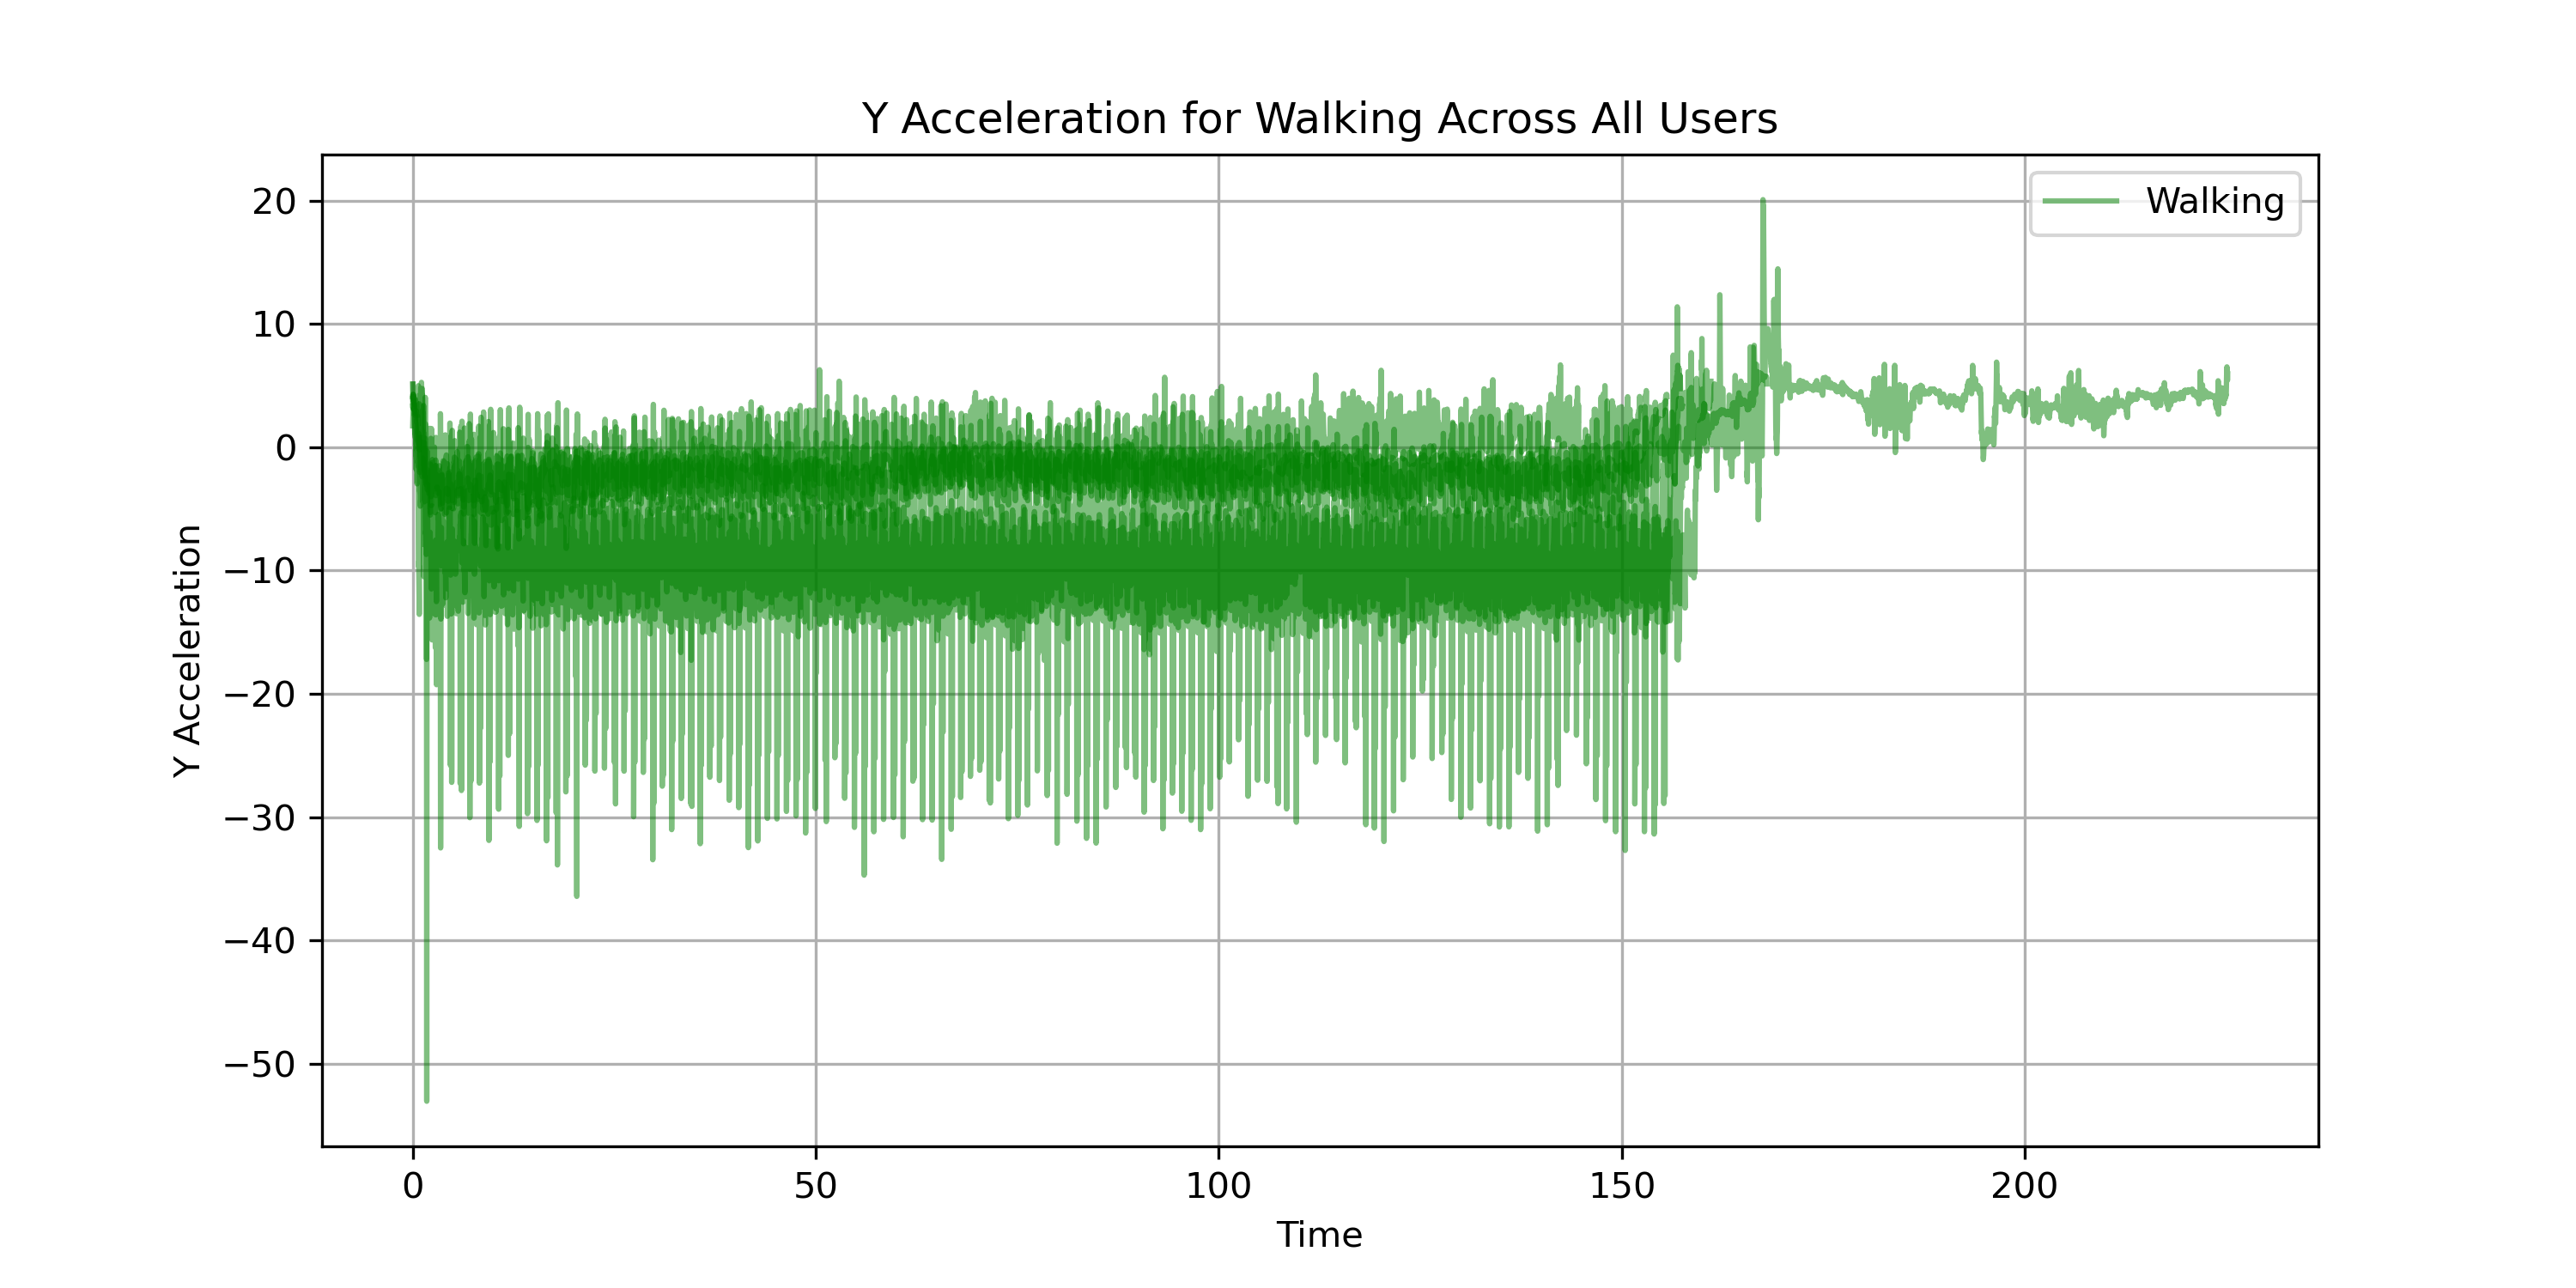 Y Acceleration for Walking Across All Users
Walking
20
10
0
−10
−20
−30
−40
−50
Y Acceleration
0 50 100 150 200
Time